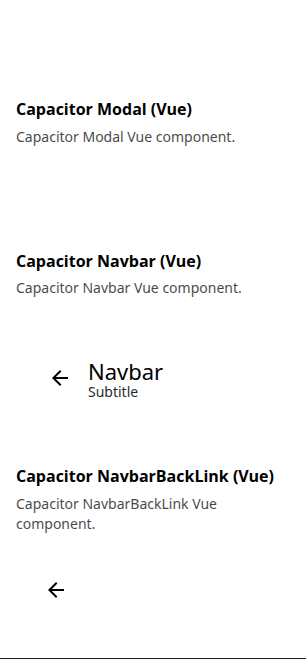 Capacitor Modal (Vue)
Capacitor Modal Vue component.
Capacitor Navbar (Vue)
Capacitor Navbar Vue component.
Navbar
Subtitle
Capacitor NavbarBackLink (Vue)
Capacitor NavbarBackLink Vue
component.